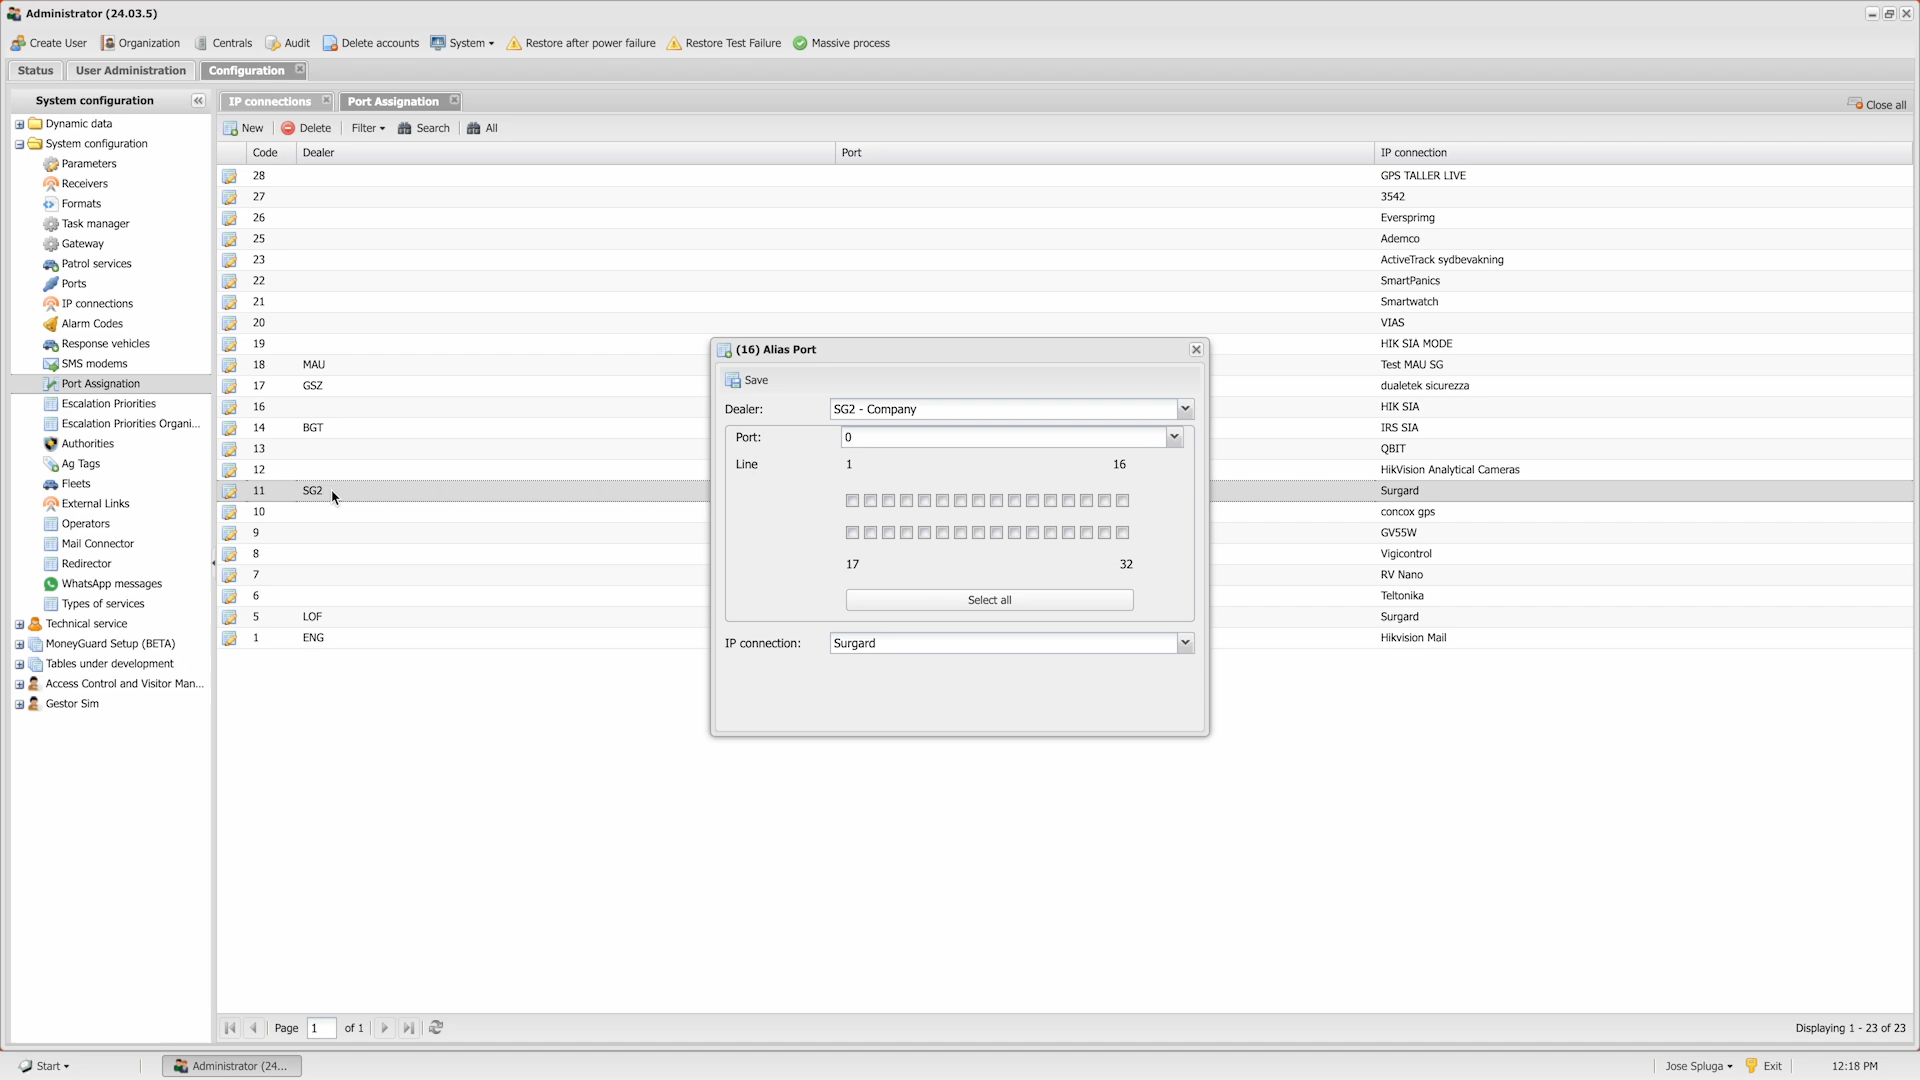 Administrator (24.03.5)
Create User Organization Centrals Audit Delete accounts System Restore after power failure Restore Test Failure Massive process
Status User Administration Configuration
System configuration IP connections Port Assignation Close all
New Delete Filter Search All
Code Dealer Port IP connection
Dynamic data
System configuration
Parameters
Receivers
Formats
Task manager
Gateway
Patrol services
Ports
IP connections
Alarm Codes
Response vehicles
SMS modems
Port Assignation
Escalation Priorities
Escalation Priorities Organi...
Authorities
Ag Tags
Fleets
External Links
Operators
Mail Connector
Redirector
WhatsApp messages
Types of services
Technical service
MoneyGuard Setup (BETA)
Tables under development
Access Control and Visitor Man...
Gestor Sim
28 GPS TALLER LIVE
27 3542
26 Everspring
25 Ademco
23 ActiveTrack sydbevakning
22 SmartPanics
21 Smartwatch
20 VIAS
19 HIK SIA MODE
18 MAU Test MAU SG
17 GSZ dualetek sicurezza
16 HIK SIA
14 BGT IRS SIA
13 QBIT
12 HikVision Analytical Cameras
11 SG2 Surgard
10 concox gps
9 GV55W
8 Vigicontrol
7 RV Nano
6 Teltonika
5 LOF Surgard
1 ENG Hikvision Mail
(16) Alias Port
Save
Dealer: SG2 - Company
Port: 0
Line 1 16
17 32
Select all
IP connection: Surgard
Page 1 of 1 Displaying 1 - 23 of 23
Start Administrator (24... Jose Spluga Exit 12:18 PM